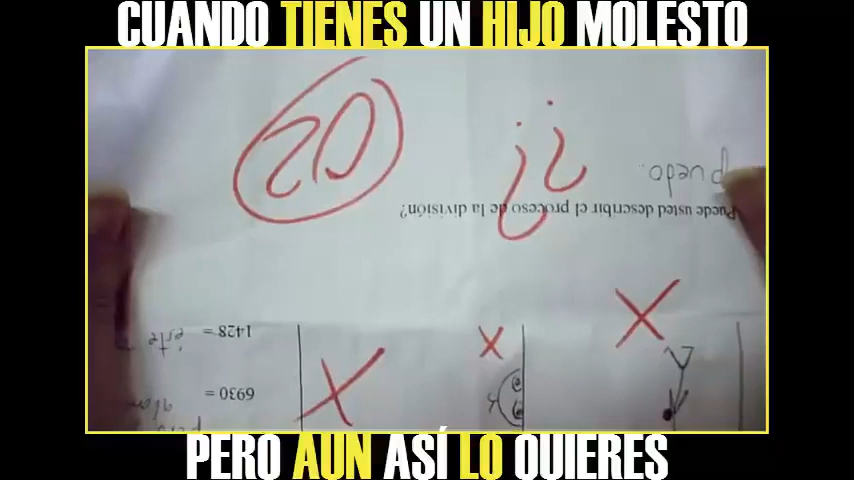 CUANDO TIENES UN HIJO MOLESTO
20
puedo.
Puede usted describir el proceso de la división?
1428 = éste
6930 =
PERO AUN ASÍ LO QUIERES